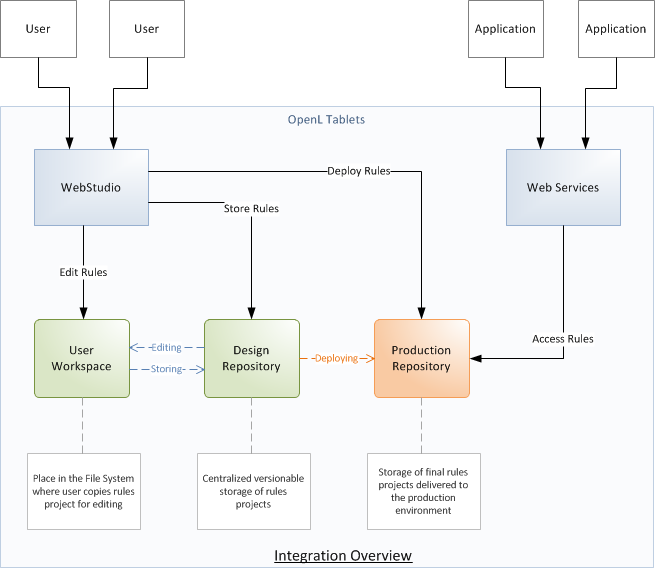 User
User
Application
Application
OpenL Tablets
WebStudio
Web Services
Deploy Rules
Store Rules
Edit Rules
Access Rules
User
Workspace
Editing
Storing
Design
Repository
Deploying
Production
Repository
Place in the File System
where user copies rules
project for editing
Centralized versionable
storage of rules
projects
Storage of final rules
projects delivered to
the production
environment
Integration Overview